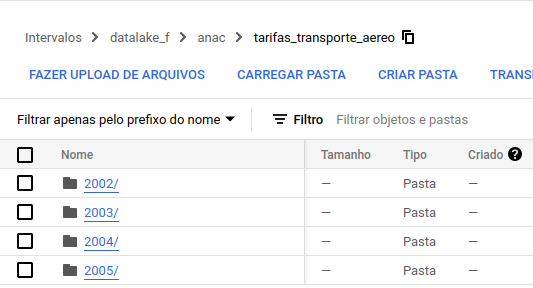 Intervalos > datalake_f > anac > tarifas_transporte_aereo
FAZER UPLOAD DE ARQUIVOS CARREGAR PASTA CRIAR PASTA TRANS
Filtrar apenas pelo prefixo do nome Filtro Filtrar objetos e pastas
Nome Tamanho Tipo Criado ?
2002/ — Pasta —
2003/ — Pasta —
2004/ — Pasta —
2005/ — Pasta —